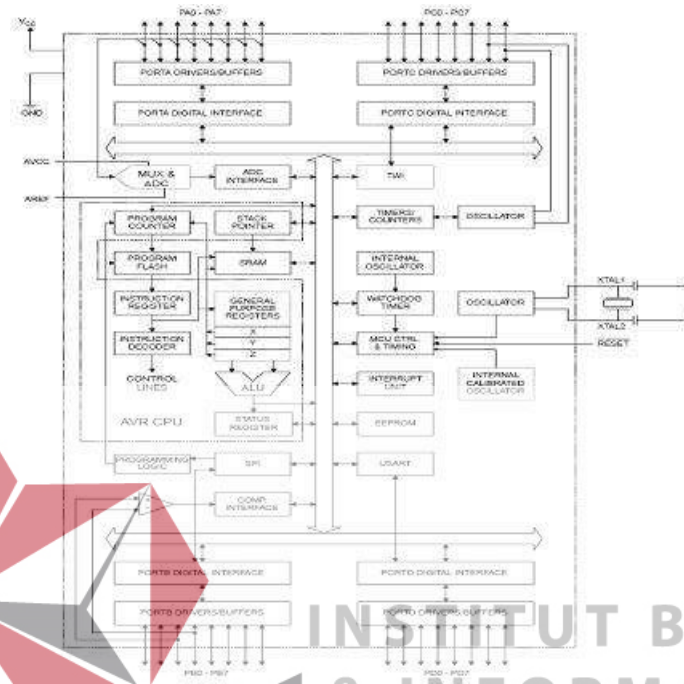 PA0 - PA7
PC0 - PC7
VCC
PORTA DRIVERS/BUFFERS
PORTC DRIVERS/BUFFERS
GND
PORTA DIGITAL INTERFACE
PORTC DIGITAL INTERFACE
AVCC
MUX &
ADC
ADC
INTERFACE
TWI
AREF
PROGRAM
COUNTER
STACK
POINTER
TIMERS/
COUNTERS
OSCILLATOR
PROGRAM
FLASH
SRAM
INTERNAL
OSCILLATOR
XTAL1
INSTRUCTION
REGISTER
GENERAL
PURPOSE
REGISTERS
WATCHDOG
TIMER
OSCILLATOR
X
XTAL2
INSTRUCTION
DECODER
Y
Z
MCU CTRL
& TIMING
RESET
CONTROL
LINES
ALU
INTERRUPT
UNIT
INTERNAL
CALIBRATED
OSCILLATOR
AVR CPU
STATUS
REGISTER
EEPROM
PROGRAMMING
LOGIC
SPI
USART
COMP.
INTERFACE
PORTB DIGITAL INTERFACE
PORTD DIGITAL INTERFACE
PORTB DRIVERS/BUFFERS
PORTD DRIVERS/BUFFERS
INSTITUT B
PB0 - PB7
PD0 - PD7
& INFORM